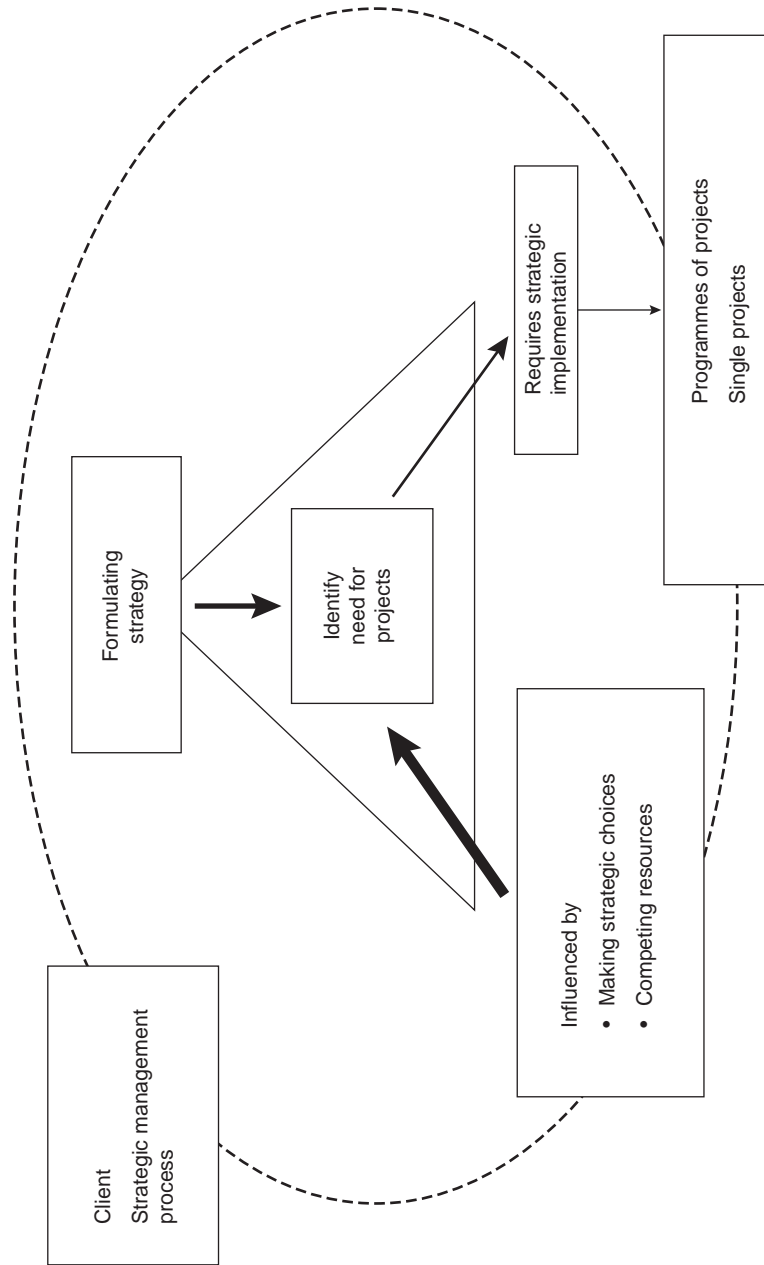 Client
Strategic management
process
Formulating
strategy
Identify
need for
projects
Influenced by
• Making strategic choices
• Competing resources
Requires strategic
implementation
Programmes of projects
Single projects